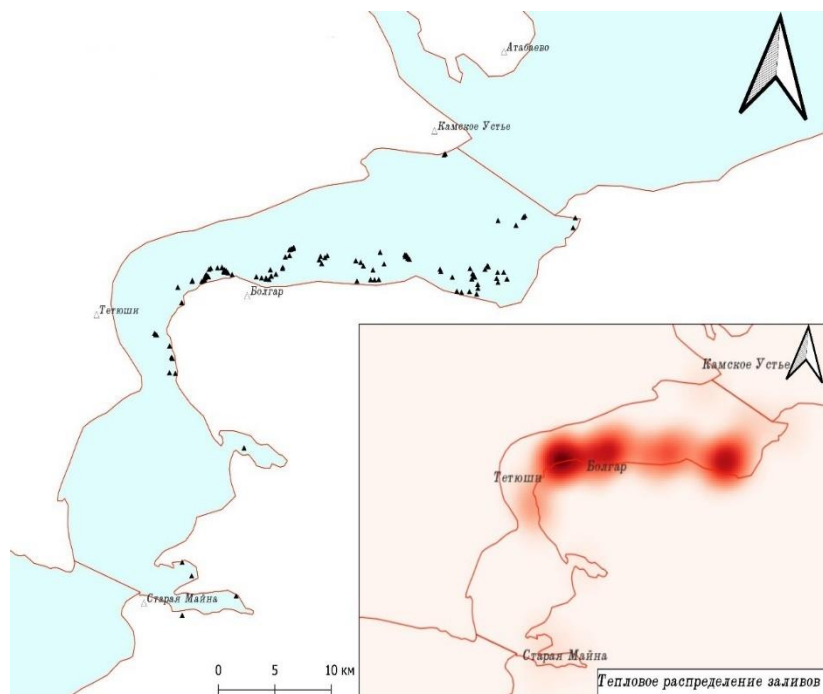 Атабаево
Камское Устье
Болгар
Тетюши
Камское Устье
Болгар
Тетюши
Старая Майна
Старая Майна
0 5 10 км
Тепловое распределение заливов